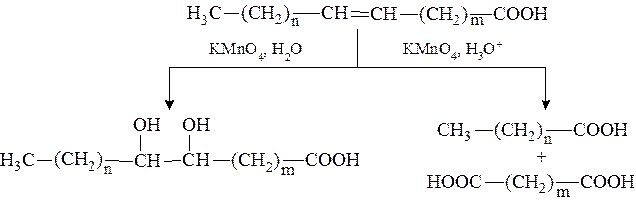 H₃C—(CH₂)ₙ—CH=CH—(CH₂)ₘ—COOH
KMnO₄, H₂O KMnO₄, H₃O⁺
OH OH
H₃C—(CH₂)ₙ—CH—CH—(CH₂)ₘ—COOH
CH₃—(CH₂)ₙ—COOH
+
HOOC—(CH₂)ₘ—COOH